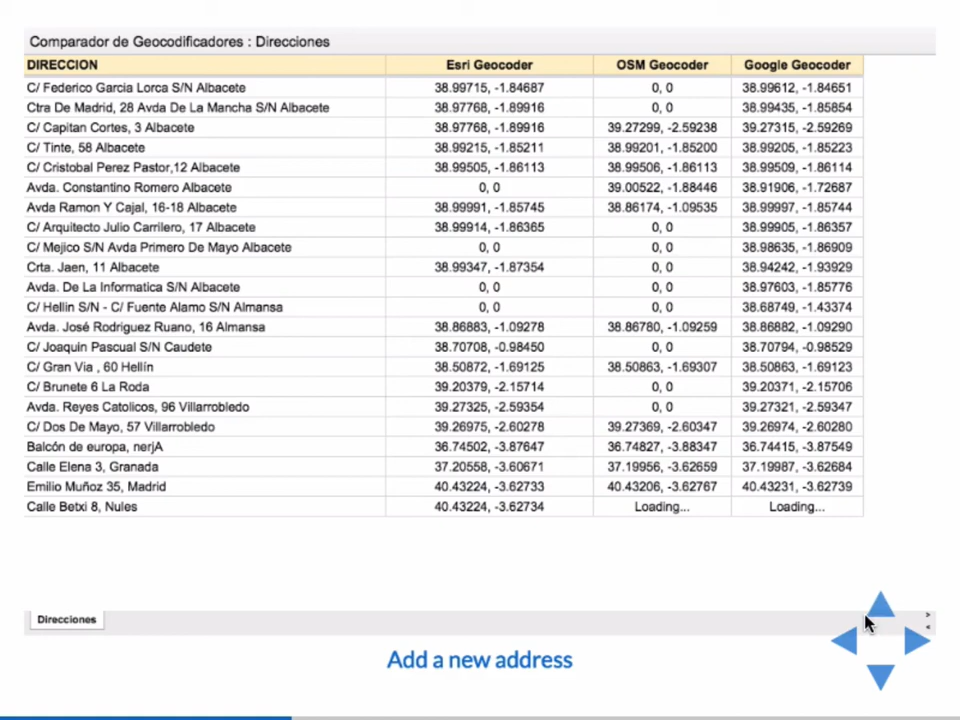 Comparador de Geocodificadores : Direcciones
DIRECCION Esri Geocoder OSM Geocoder Google Geocoder
C/ Federico Garcia Lorca S/N Albacete 38.99715, -1.84687 0, 0 38.99612, -1.84651
Ctra De Madrid, 28 Avda De La Mancha S/N Albacete 38.97768, -1.89916 0, 0 38.99435, -1.85854
C/ Capitan Cortes, 3 Albacete 38.97768, -1.89916 39.27299, -2.59238 39.27315, -2.59269
C/ Tinte, 58 Albacete 38.99215, -1.85211 38.99201, -1.85200 38.99205, -1.85223
C/ Cristobal Perez Pastor,12 Albacete 38.99505, -1.86113 38.99506, -1.86113 38.99509, -1.86114
Avda. Constantino Romero Albacete 0, 0 39.00522, -1.88446 38.91906, -1.72687
Avda Ramon Y Cajal, 16-18 Albacete 38.99991, -1.85745 38.86174, -1.09535 38.99997, -1.85744
C/ Arquitecto Julio Carrilero, 17 Albacete 38.99914, -1.86365 0, 0 38.99905, -1.86357
C/ Mejico S/N Avda Primero De Mayo Albacete 0, 0 0, 0 38.98635, -1.86909
Crta. Jaen, 11 Albacete 38.99347, -1.87354 0, 0 38.94242, -1.93929
Avda. De La Informatica S/N Albacete 0, 0 0, 0 38.97603, -1.85776
C/ Hellin S/N - C/ Fuente Alamo S/N Almansa 0, 0 0, 0 38.68749, -1.43374
Avda. José Rodriguez Ruano, 16 Almansa 38.86883, -1.09278 38.86780, -1.09259 38.86882, -1.09290
C/ Joaquin Pascual S/N Caudete 38.70708, -0.98450 0, 0 38.70794, -0.98529
C/ Gran Via , 60 Hellín 38.50872, -1.69125 38.50863, -1.69307 38.50863, -1.69123
C/ Brunete 6 La Roda 39.20379, -2.15714 0, 0 39.20371, -2.15706
Avda. Reyes Catolicos, 96 Villarrobledo 39.27325, -2.59354 0, 0 39.27321, -2.59347
C/ Dos De Mayo, 57 Villarrobledo 39.26975, -2.60278 39.27369, -2.60347 39.26974, -2.60280
Balcón de europa, nerjA 36.74502, -3.87647 36.74827, -3.88347 36.74415, -3.87549
Calle Elena 3, Granada 37.20558, -3.60671 37.19956, -3.62659 37.19987, -3.62684
Emilio Muñoz 35, Madrid 40.43224, -3.62733 40.43206, -3.62767 40.43231, -3.62739
Calle Betxi 8, Nules 40.43224, -3.62734 Loading... Loading...
Direcciones
Add a new address